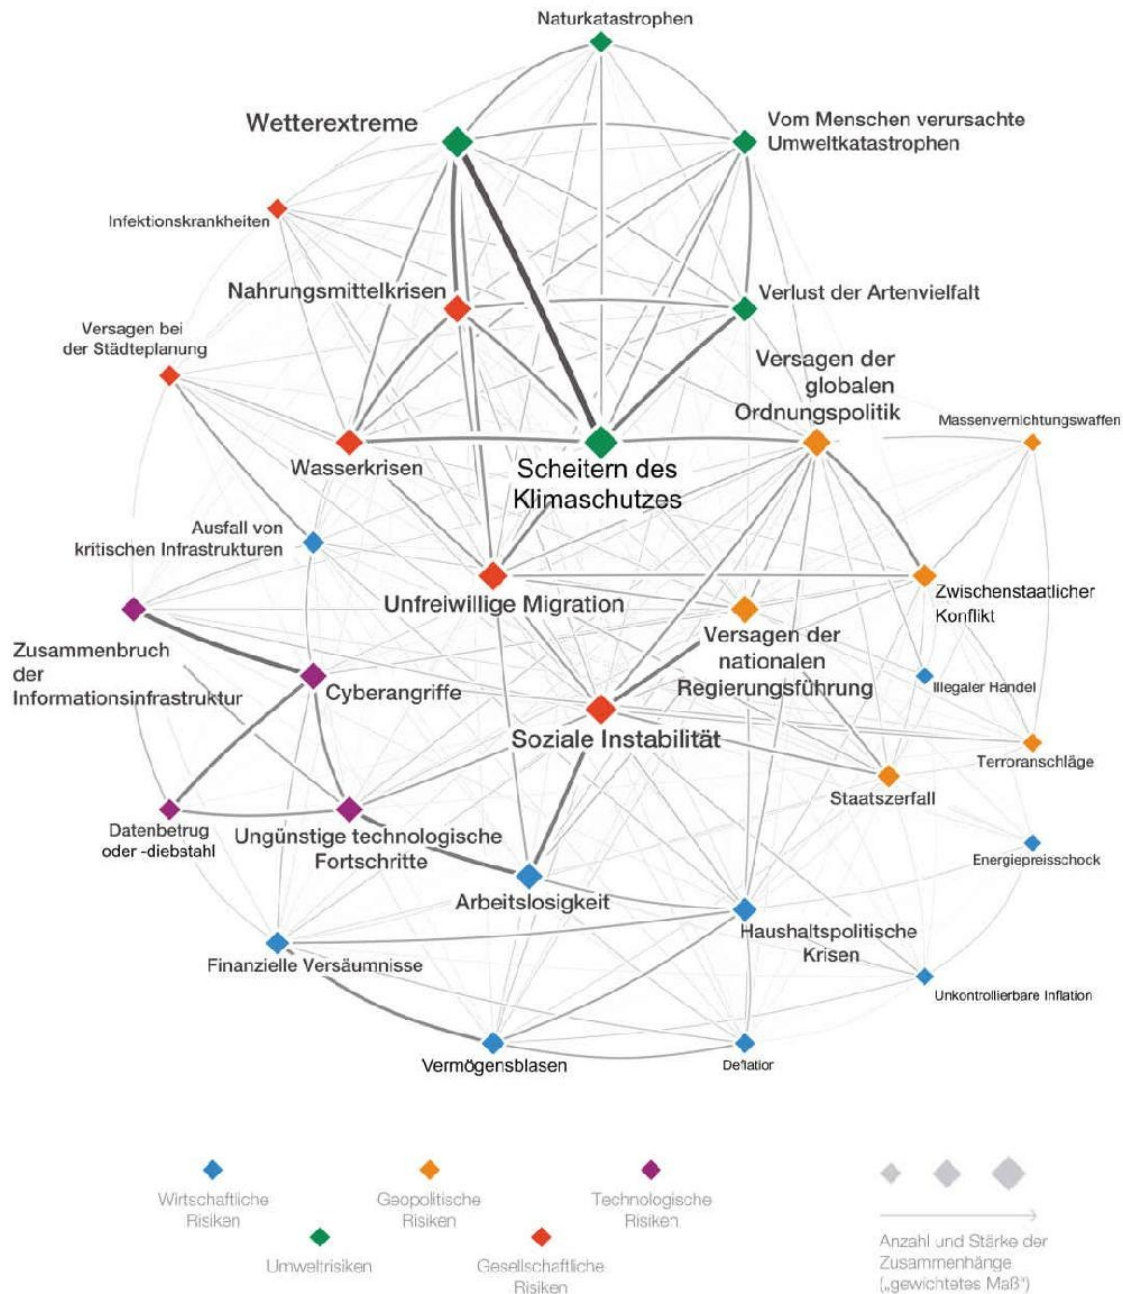 Naturkatastrophen
Wetterextreme
Vom Menschen verursachte
Umweltkatastrophen
Infektionskrankheiten
Nahrungsmittelkrisen
Verlust der Artenvielfalt
Versagen bei
der Städteplanung
Versagen der
globalen
Ordnungspolitik
Massenvernichtungswaffen
Wasserkrisen
Scheitern des
Klimaschutzes
Ausfall von
kritischen Infrastrukturen
Unfreiwillige Migration
Zwischenstaatlicher
Konflikt
Versagen der
nationalen
Regierungsführung
Zusammenbruch
der
Informationsinfrastruktur
Cyberangriffe
Illegaler Handel
Soziale Instabilität
Terroranschläge
Staatszerfall
Datenbetrug
oder -diebstahl
Ungünstige technologische
Fortschritte
Energiepreisschock
Arbeitslosigkeit
Haushaltspolitische
Krisen
Finanzielle Versäumnisse
Unkontrollierbare Inflation
Vermögensblasen
Deflation
Wirtschaftliche
Risiken
Geopolitische
Risiken
Technologische
Risiken
Umweltrisiken
Gesellschaftliche
Risiken
Anzahl und Stärke der
Zusammenhänge
(„gewichtetes Maß“)